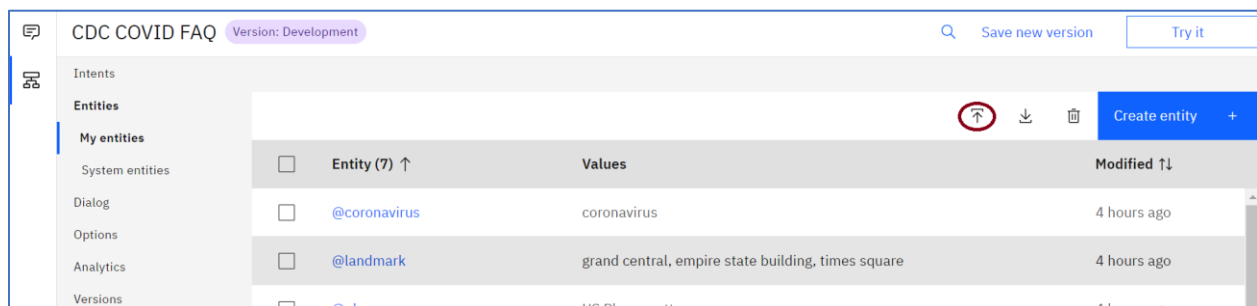 CDC COVID FAQ Version: Development Save new version Try it
Intents
Entities
My entities
System entities
Dialog
Options
Analytics
Versions
Create entity +
Entity (7) ↑ Values Modified ↑↓
@coronavirus coronavirus 4 hours ago
@landmark grand central, empire state building, times square 4 hours ago